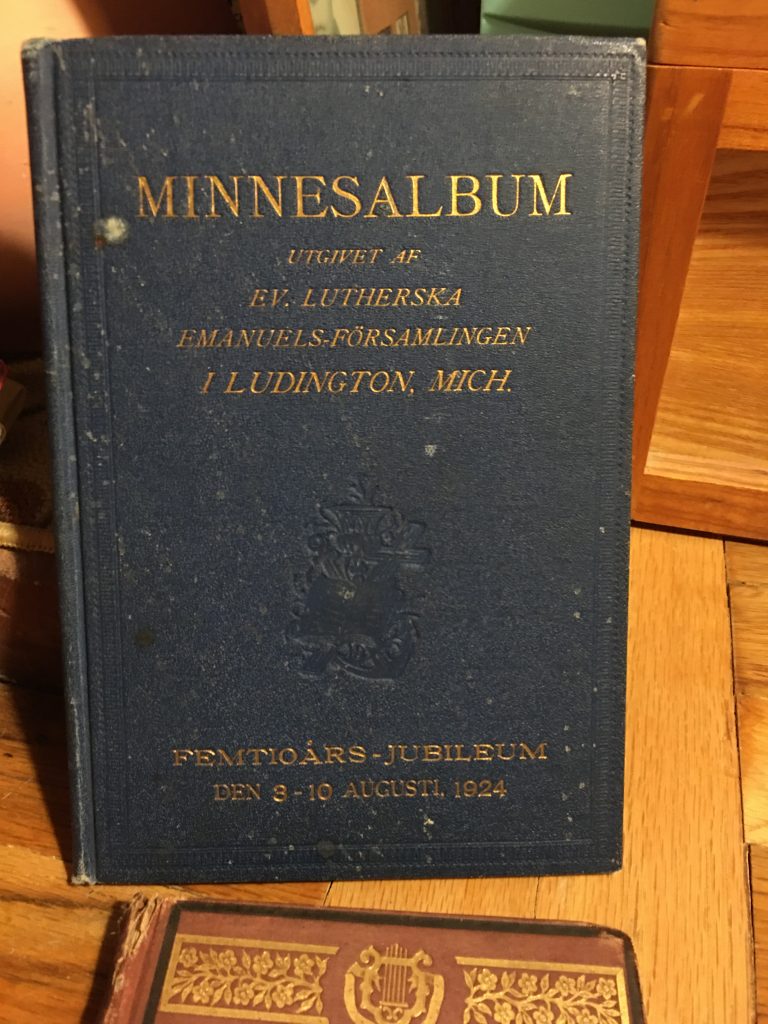 MINNESALBUM
UTGIVET AF
EV. LUTHERSKA
EMANUELS-FÖRSAMLINGEN
I LUDINGTON, MICH.
FEMTIOÅRS-JUBILEUM
DEN 3-10 AUGUSTI, 1924